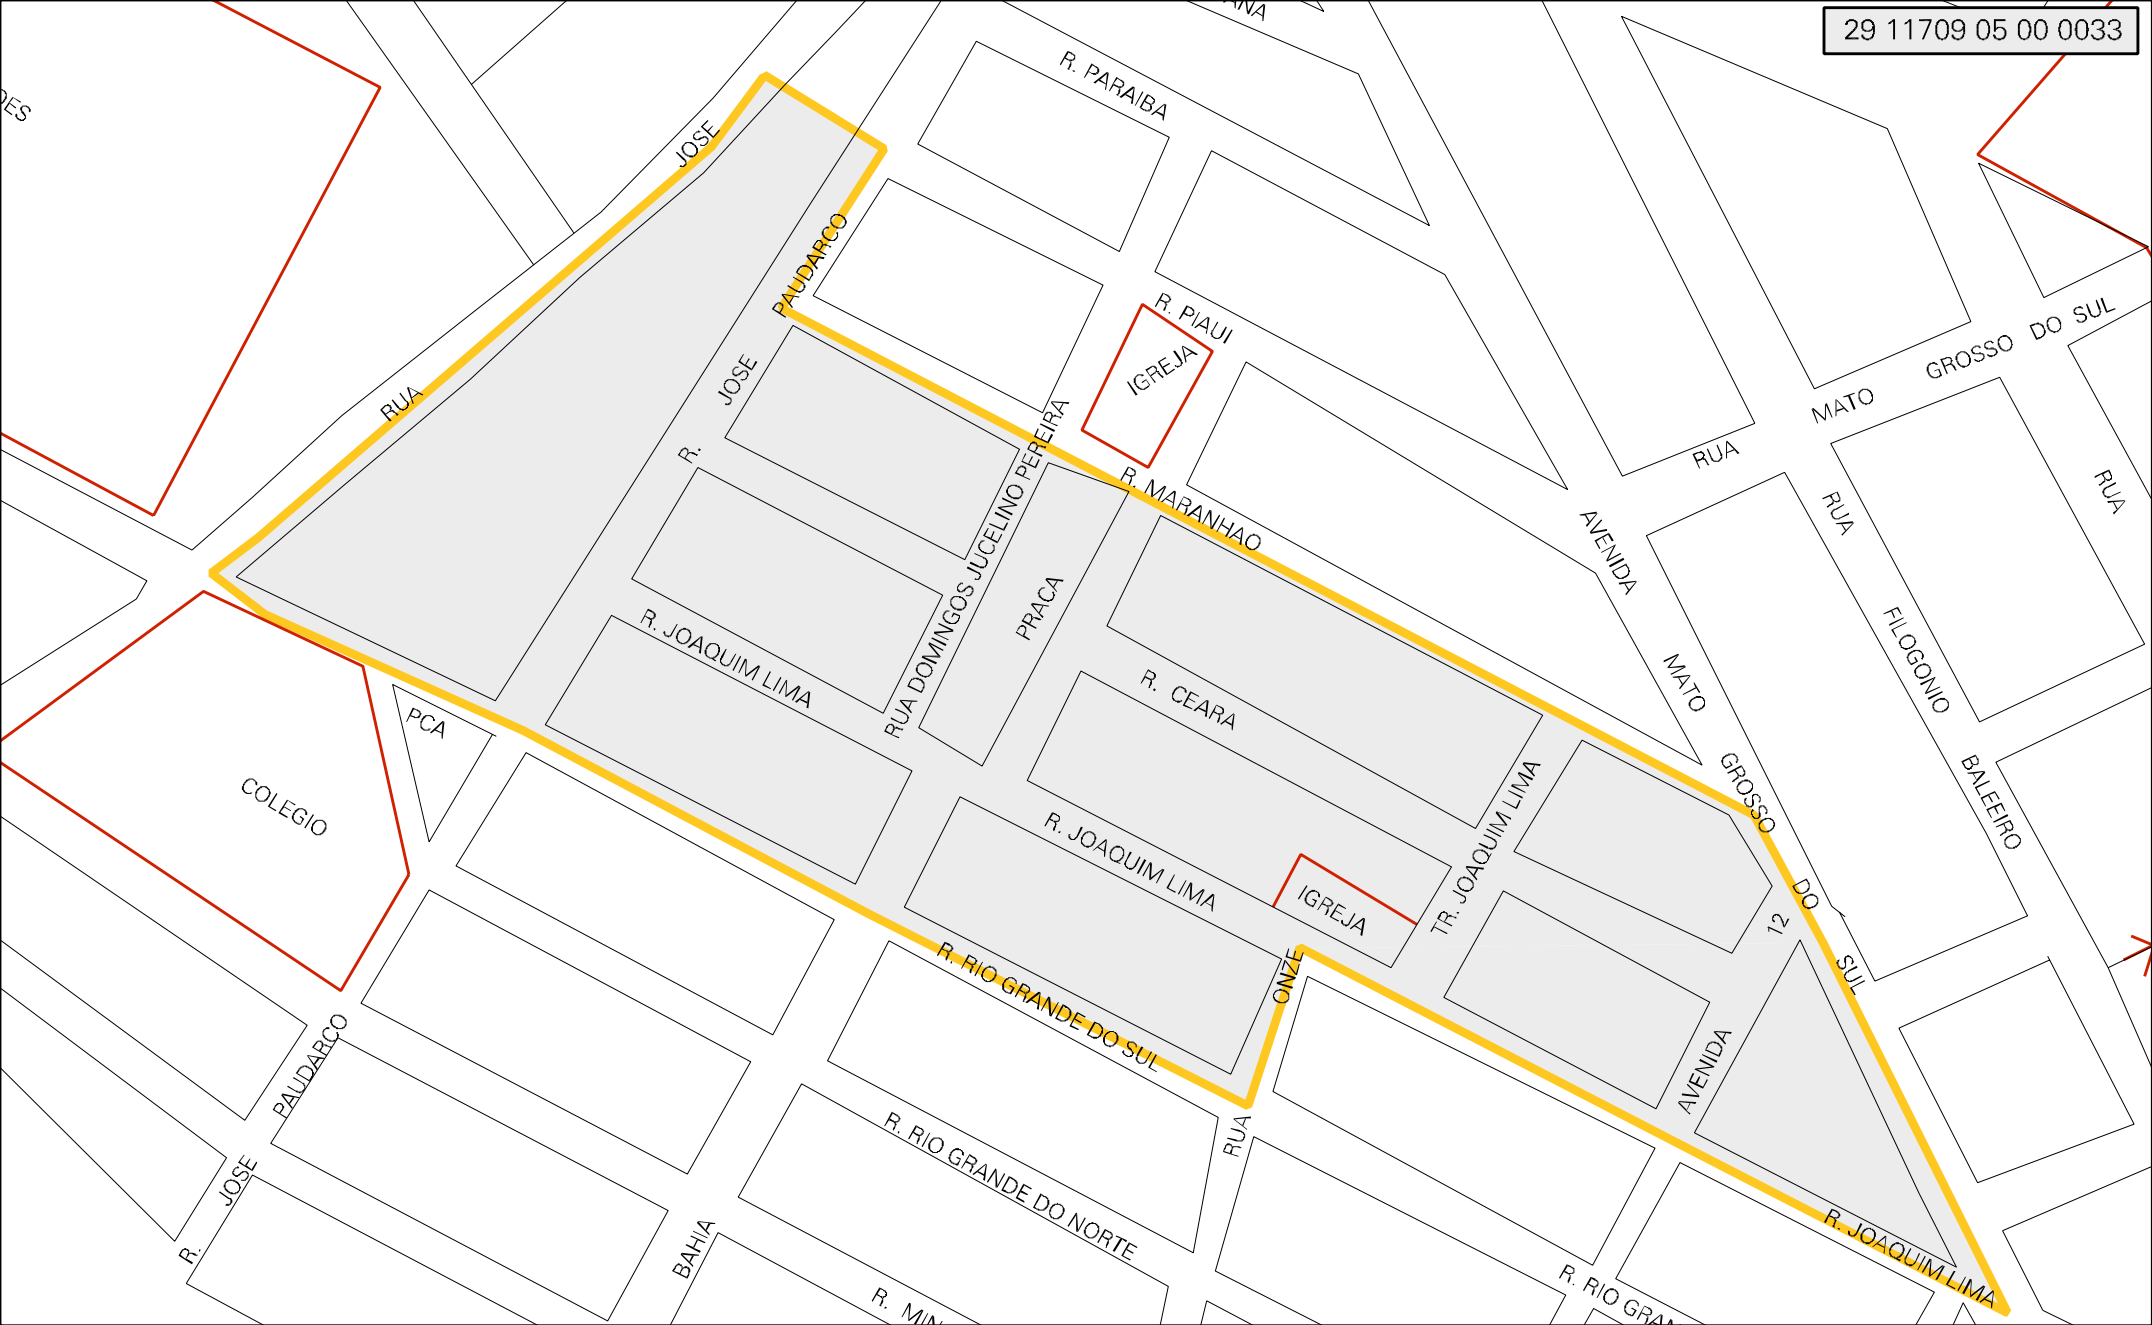 29 11709 05 00 0033
R. PARAIBA
JOSE
PAUDARCO
R. PIAUI
IGREJA
RUA
MATO GROSSO DO SUL
RUA
JOSE
R.
RUA DOMINGOS JUCELINO PEREIRA
R. MARANHAO
RUA
RUA
FILOGONIO
BALEEIRO
AVENIDA
MATO
GROSSO
DO
SUL
PRACA
R. JOAQUIM LIMA
R. CEARA
PCA
COLEGIO
R. JOAQUIM LIMA
TR. JOAQUIM LIMA
IGREJA
12
AVENIDA
ONZE
RUA
R. RIO GRANDE DO SUL
PAUDARCO
JOSE
R.
R. RIO GRANDE DO NORTE
BAHIA
R. JOAQUIM LIMA